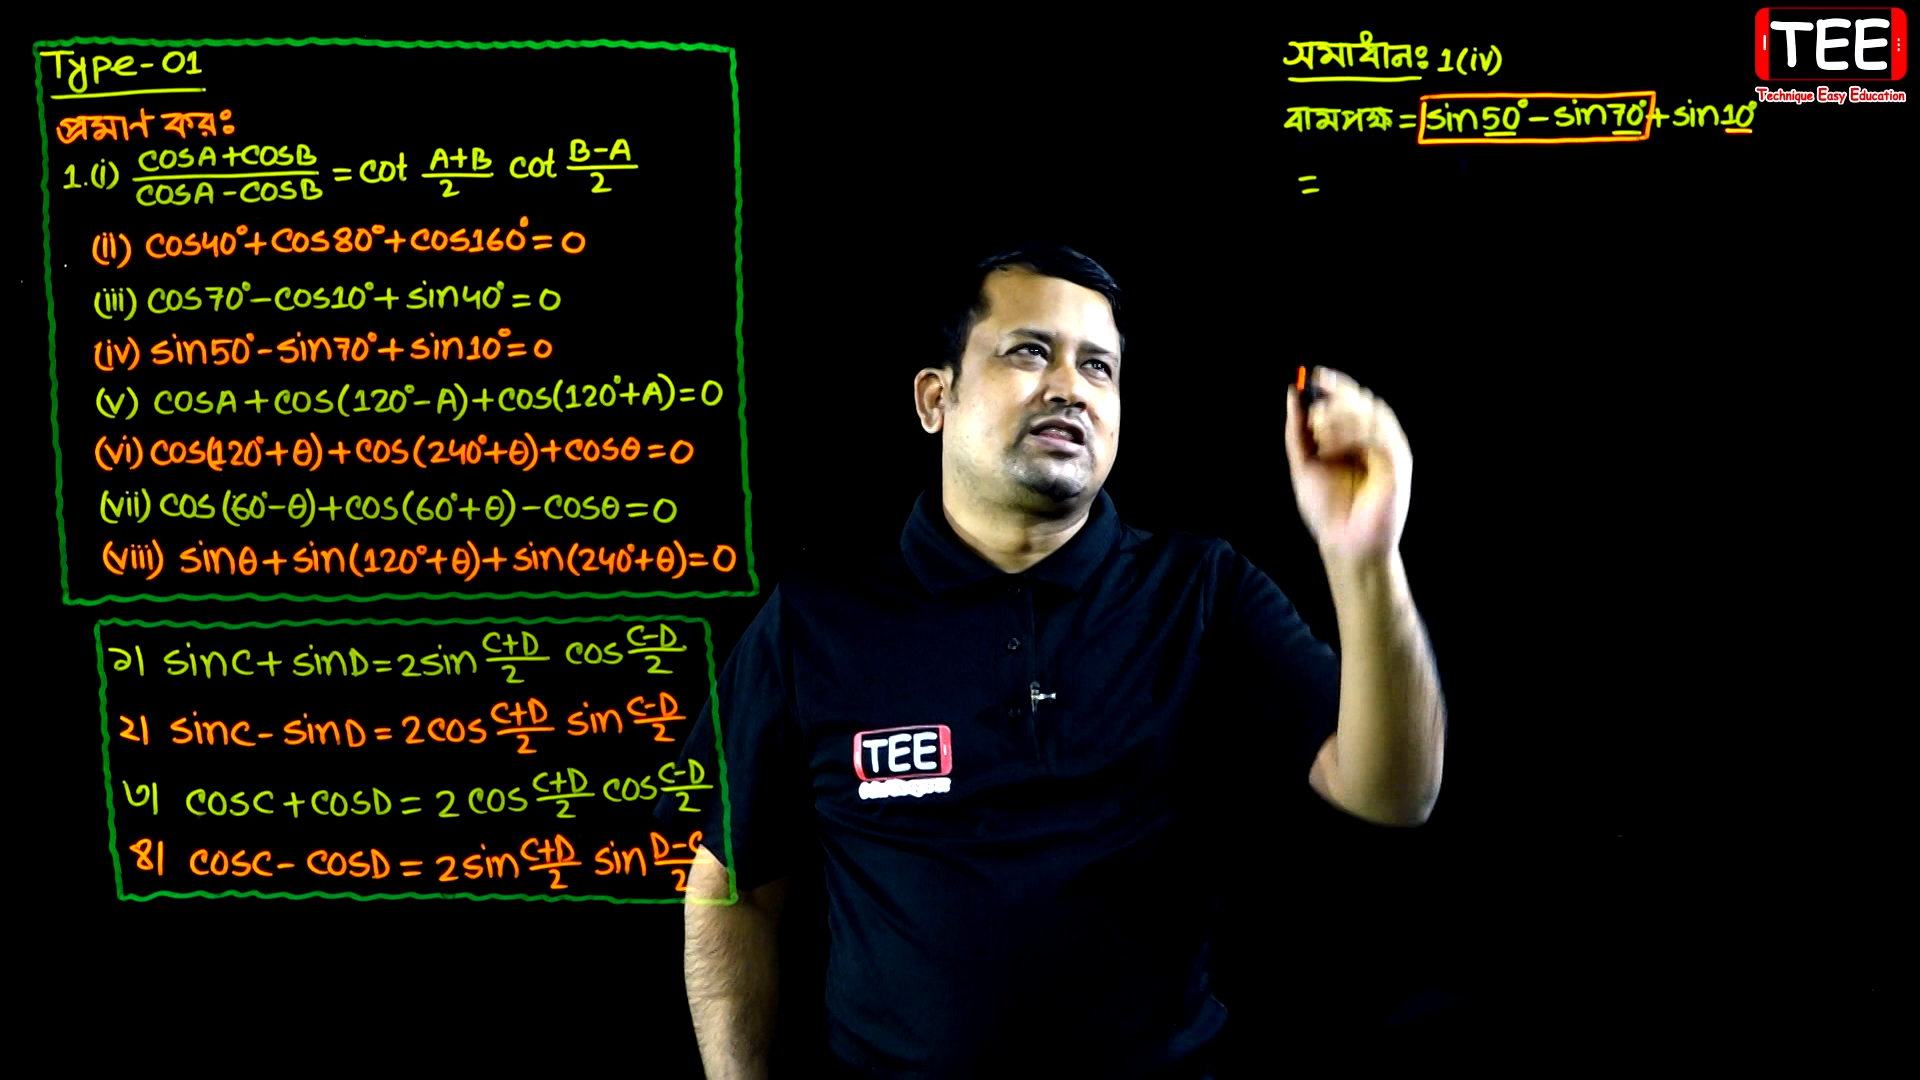 Type-01
প্রমাণ করঃ
1.(i) (cosA+cosB)/(cosA-cosB) = cot (A+B)/2 cot (B-A)/2
(ii) cos40°+cos80°+cos160°=0
(iii) cos70°-cos10°+sin40°=0
(iv) sin50°-sin70°+sin10°=0
(v) cosA+cos(120°-A)+cos(120°+A)=0
(vi) cos(120°+θ)+cos(240°+θ)+cosθ=0
(vii) cos(60°-θ)+cos(60°+θ)-cosθ=0
(viii) sinθ+sin(120°+θ)+sin(240°+θ)=0
১। sinC+sinD=2sin (C+D)/2 cos (C-D)/2
২। sinC-sinD=2cos (C+D)/2 sin (C-D)/2
৩। cosC+cosD=2cos (C+D)/2 cos (C-D)/2
৪। cosC-cosD=2sin (C+D)/2 sin (D-C)/2
সমাধানঃ 1(iv)
বামপক্ষ=sin50°-sin70°+sin10°
=
TEE
Technique Easy Education
TEE